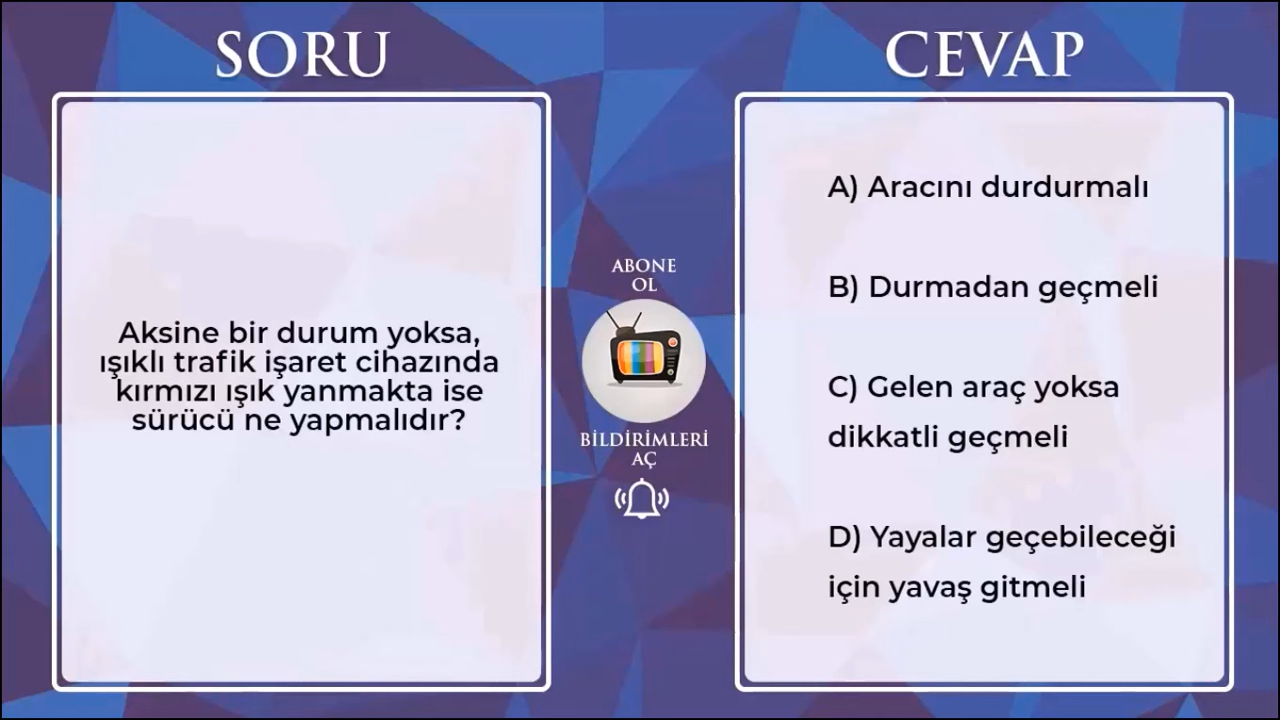 SORU
Aksine bir durum yoksa,
ışıklı trafik işaret cihazında
kırmızı ışık yanmakta ise
sürücü ne yapmalıdır?
ABONE
OL
BİLDİRİMLERİ
AÇ
CEVAP
A) Aracını durdurmalı
B) Durmadan geçmeli
C) Gelen araç yoksa
dikkatli geçmeli
D) Yayalar geçebileceği
için yavaş gitmeli